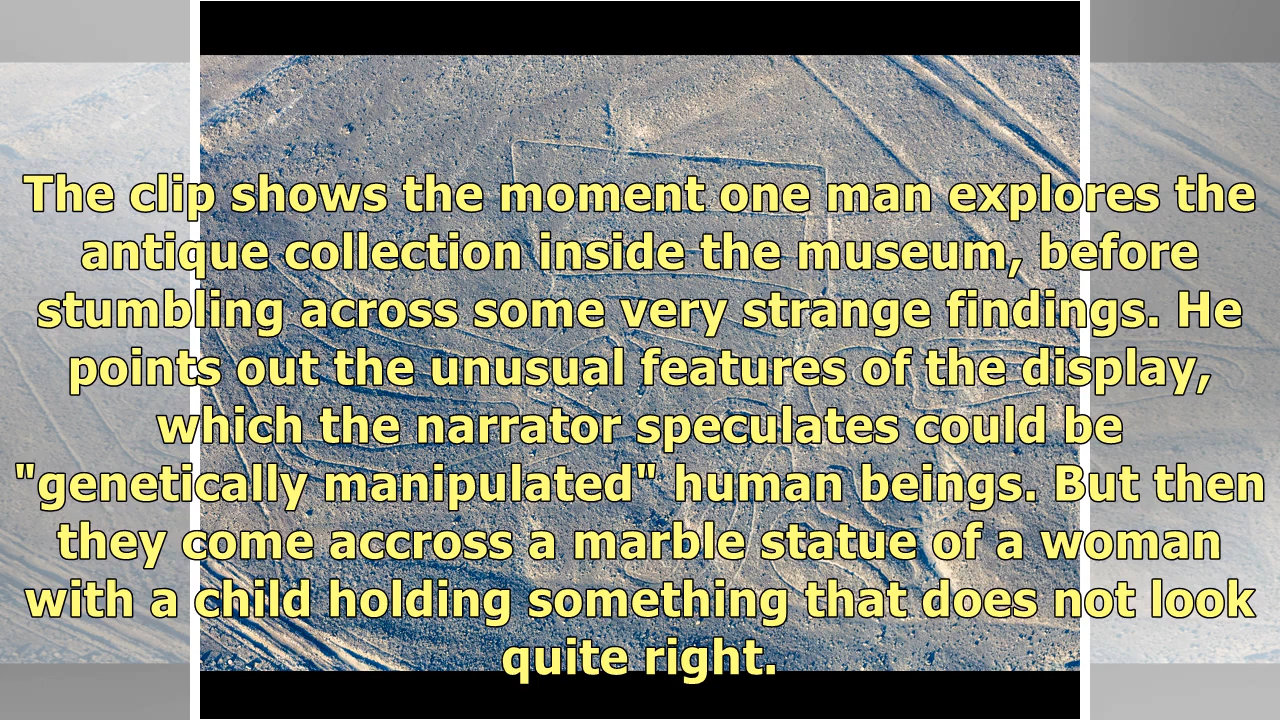 The clip shows the moment one man explores the
antique collection inside the museum, before
stumbling across some very strange findings. He
points out the unusual features of the display,
which the narrator speculates could be
"genetically manipulated" human beings. But then
they come accross a marble statue of a woman
with a child holding something that does not look
quite right.